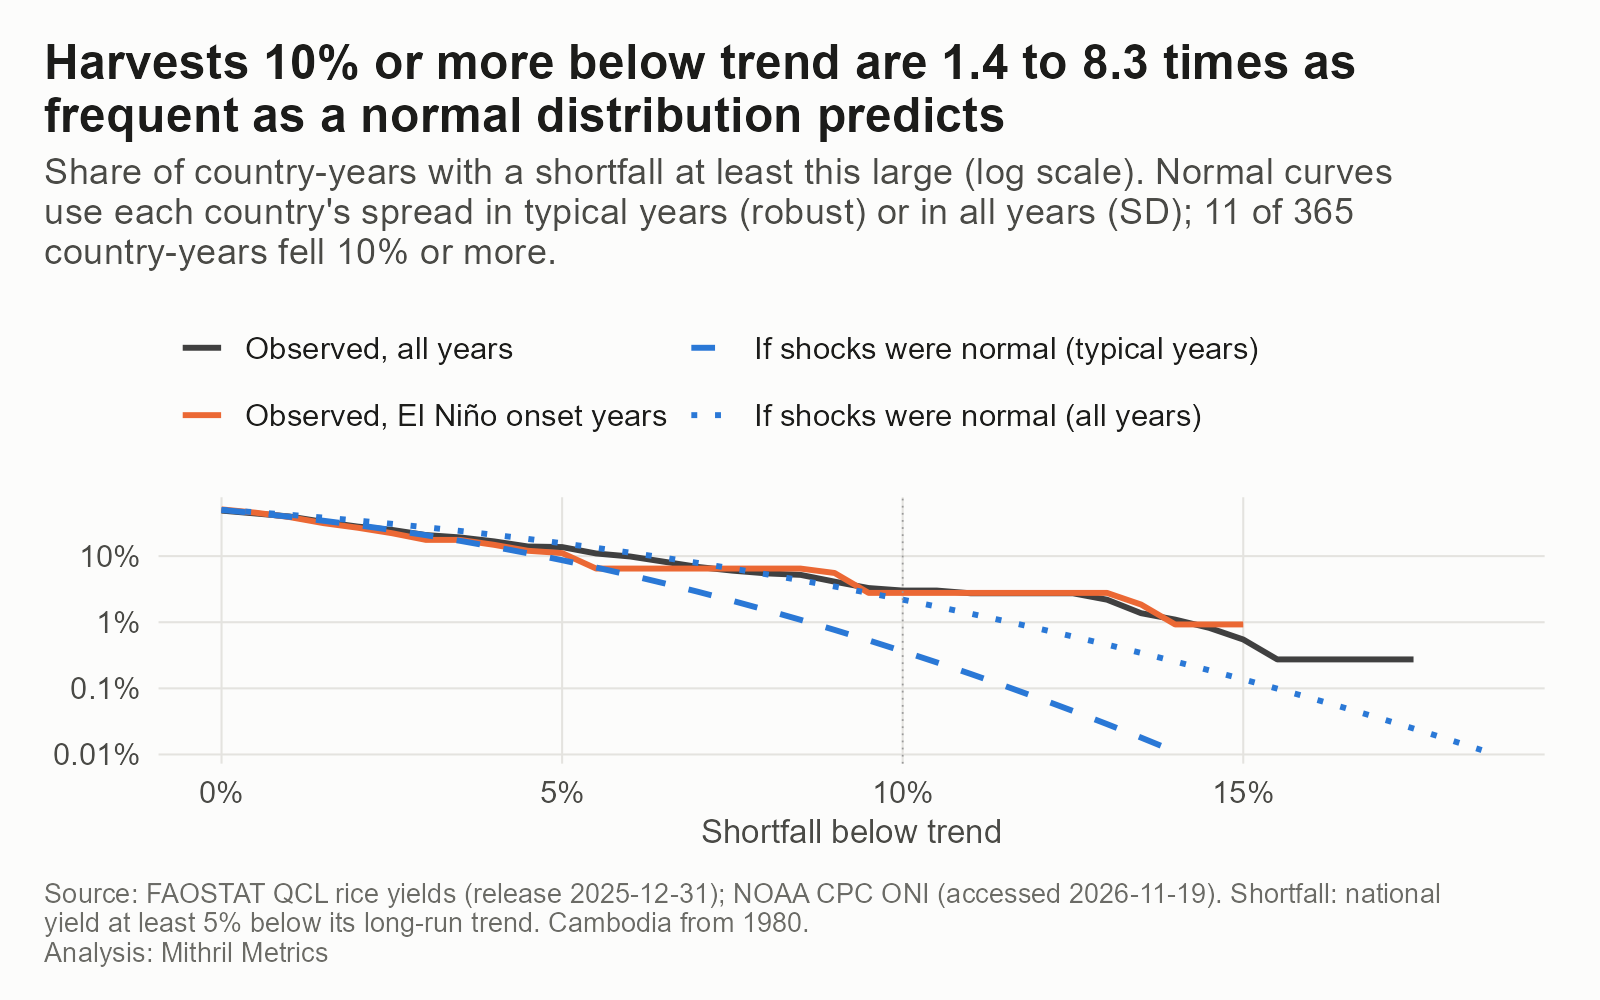 Harvests 10% or more below trend are 1.4 to 8.3 times as
frequent as a normal distribution predicts
Share of country-years with a shortfall at least this large (log scale). Normal curves
use each country's spread in typical years (robust) or in all years (SD); 11 of 365
country-years fell 10% or more.
Observed, all years
If shocks were normal (typical years)
Observed, El Niño onset years
If shocks were normal (all years)
10%
1%
0.1%
0.01%
0%
5%
10%
15%
Shortfall below trend
Source: FAOSTAT QCL rice yields (release 2025-12-31); NOAA CPC ONI (accessed 2026-11-19). Shortfall: national
yield at least 5% below its long-run trend. Cambodia from 1980.
Analysis: Mithril Metrics